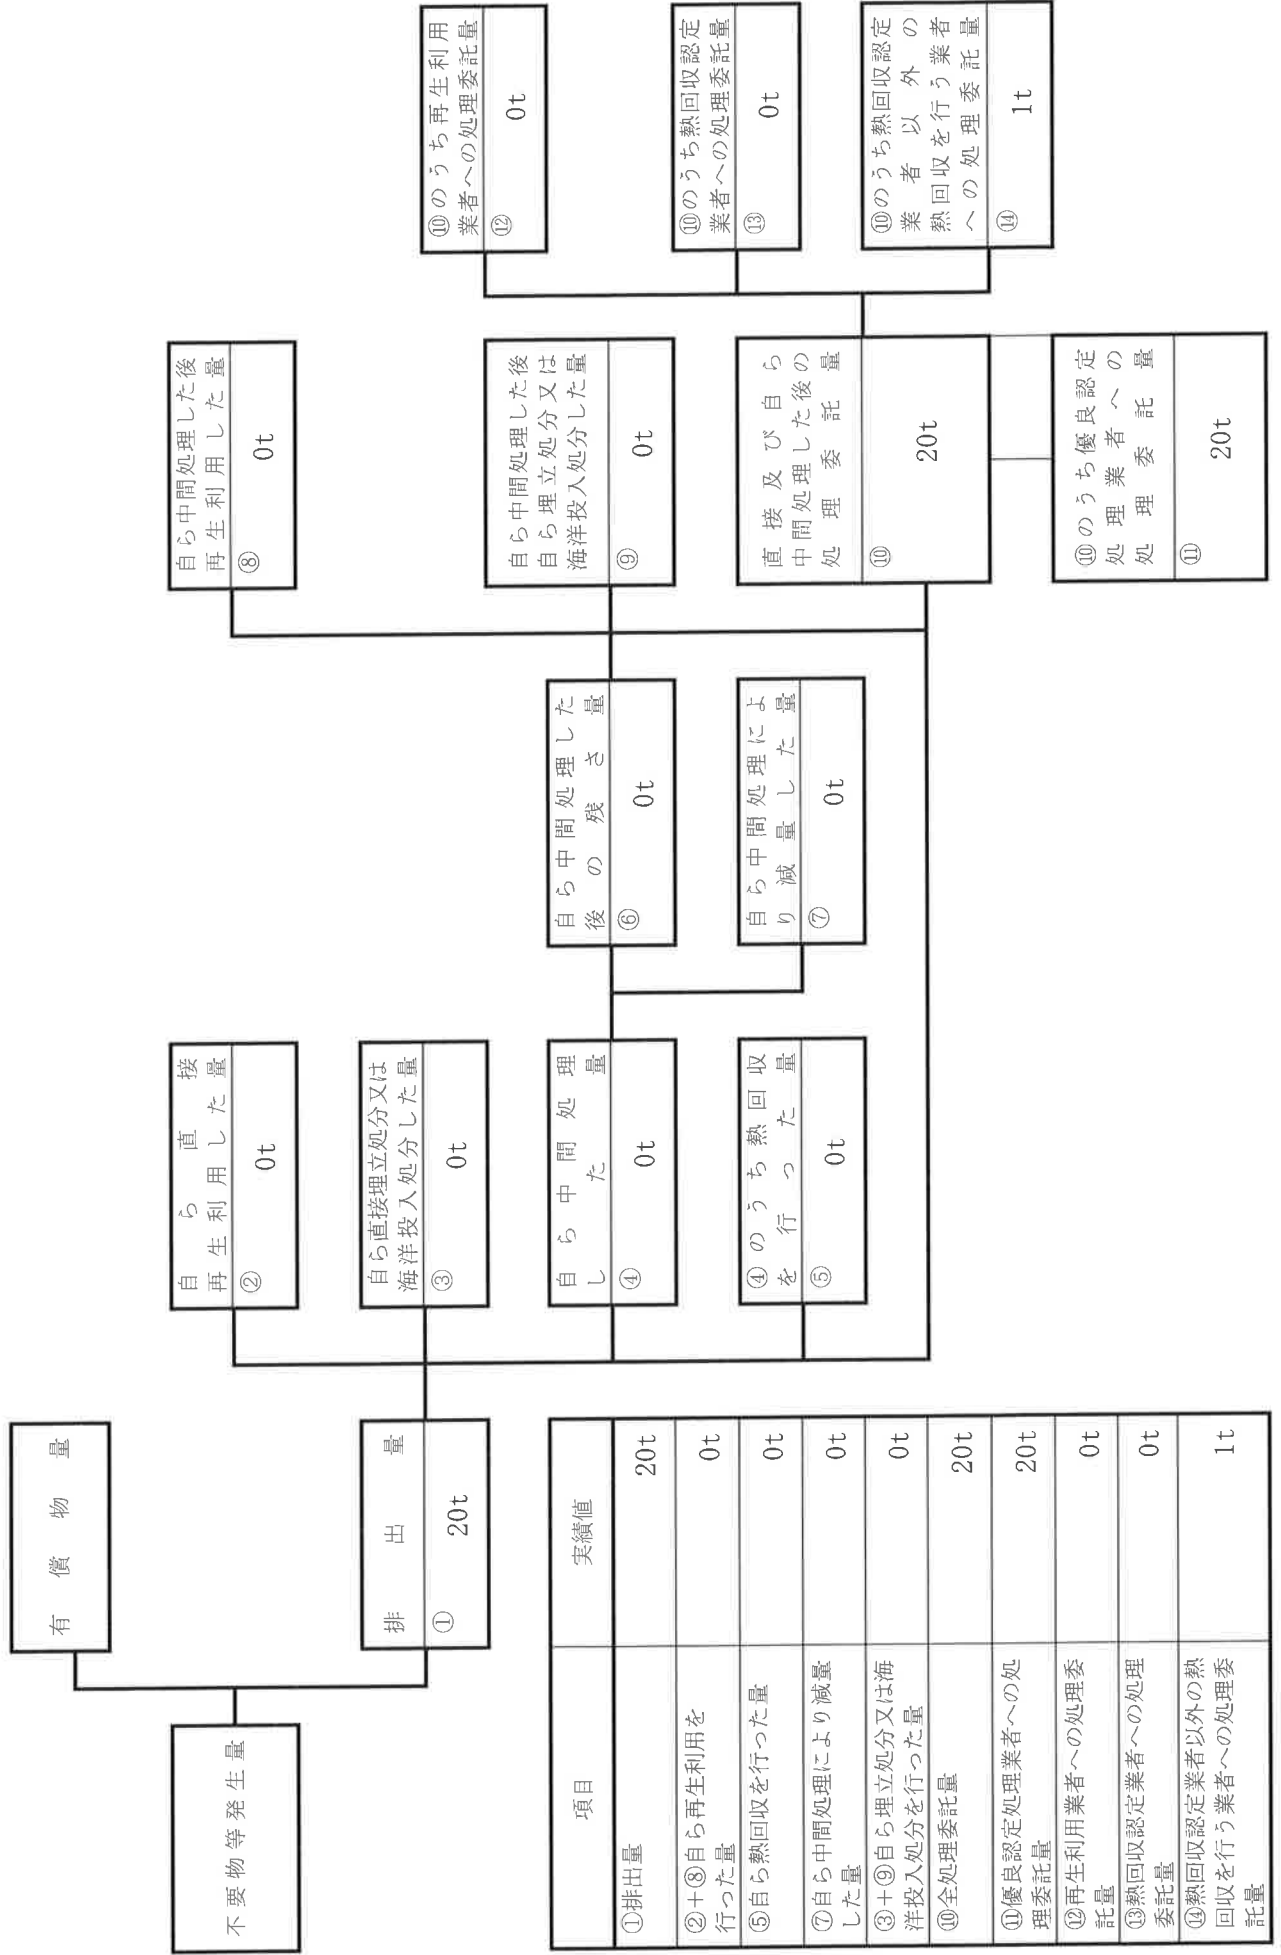 不要物等発生量
有償物量
排出量
①
20t
自ら直接
再生利用した量
②
0t
自ら直接埋立処分又は
海洋投入処分した量
③
0t
自ら中間処理
した量
④
0t
④のうち熱回収
を行った量
⑤
0t
自ら中間処理した
後の残さ量
⑥
0t
自ら中間処理によ
り減量した量
⑦
0t
自ら中間処理した後
再生利用した量
⑧
0t
自ら中間処理した後
自ら埋立処分又は
海洋投入処分した量
⑨
0t
直接及び自ら
中間処理した後の
処理委託量
⑩
20t
⑩のうち優良認定
処理業者への
処理委託量
⑪
20t
⑩のうち再生利用
業者への処理委託量
⑫
0t
⑩のうち熱回収認定
業者への処理委託量
⑬
0t
⑩のうち熱回収認定
業者以外の
熱回収を行う業者
への処理委託量
⑭
1t
項目 実績値
①排出量 20t
②+⑧自ら再生利用を
行った量 0t
⑤自ら熱回収を行った量 0t
⑦自ら中間処理により減量
した量 0t
③+⑨自ら埋立処分又は海
洋投入処分を行った量 0t
⑩全処理委託量 20t
⑪優良認定処理業者への処
理委託量 20t
⑫再生利用業者への処理委
託量 0t
⑬熱回収認定業者への処理
委託量 0t
⑭熱回収認定業者以外の熱
回収を行う業者への処理委
託量 1t